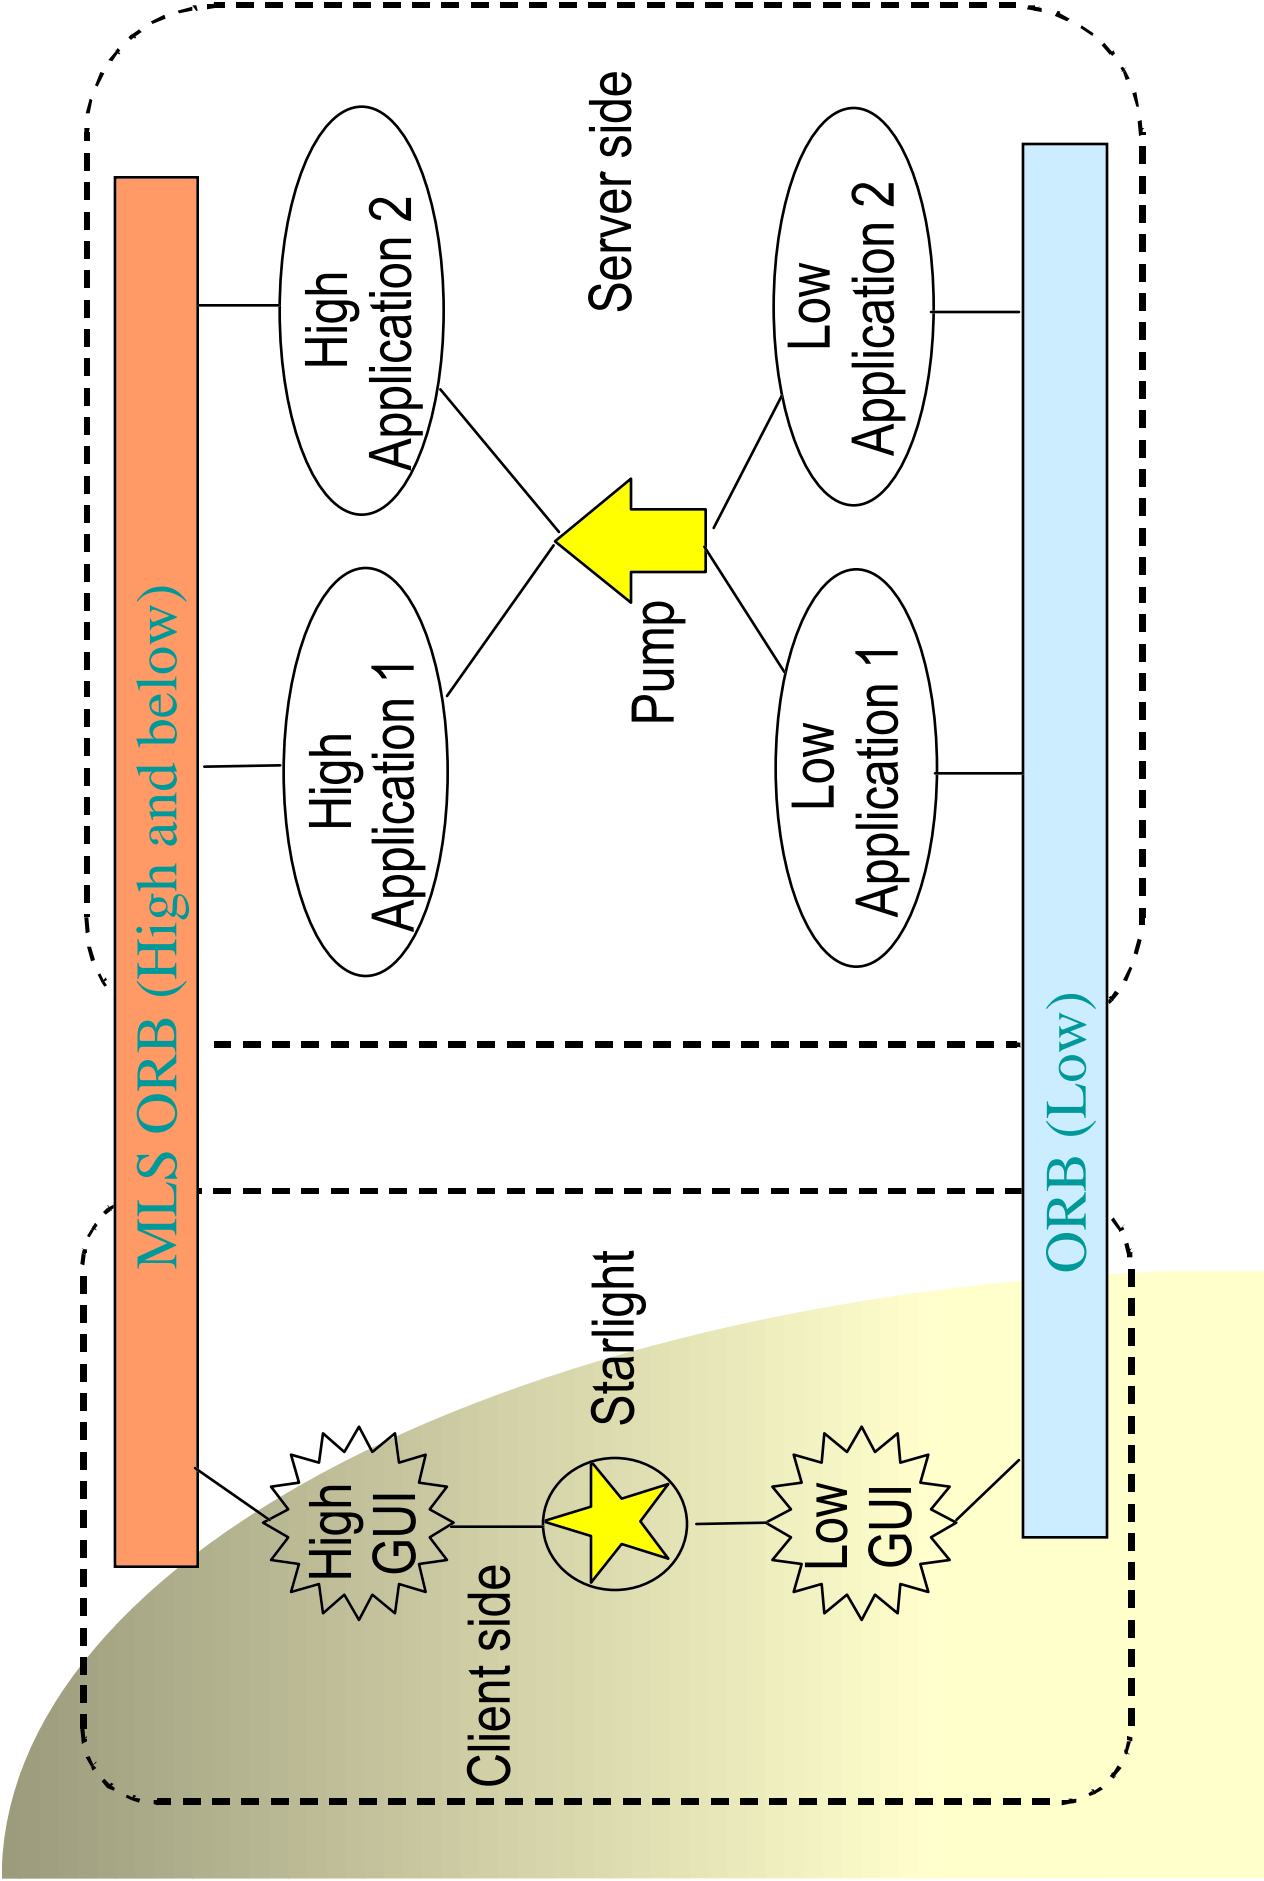 MLS ORB (High and below)
High
GUI
High
Application 1
High
Application 2
Client side
Starlight
Pump
Server side
Low
GUI
Low
Application 1
Low
Application 2
ORB (Low)